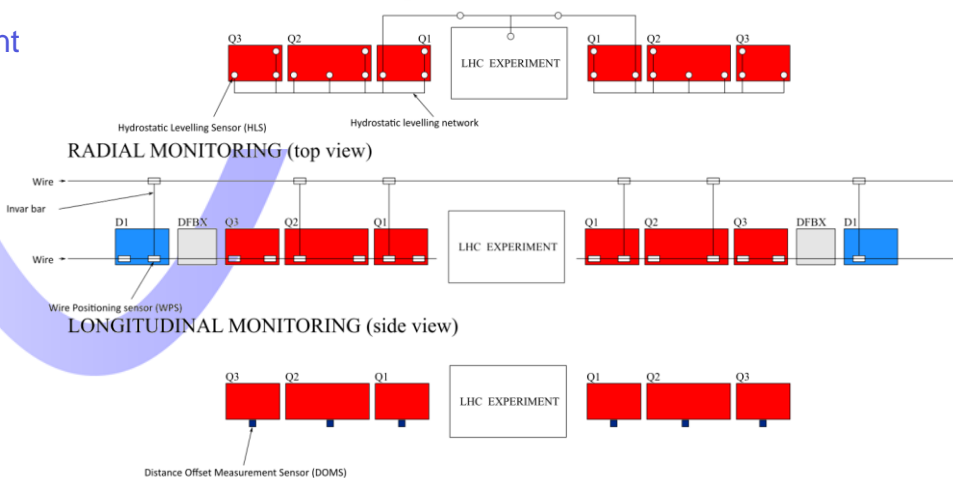 nt
Q3 Q2 Q1 LHC EXPERIMENT Q1 Q2 Q3
Hydrostatic Levelling Sensor (HLS) Hydrostatic levelling network
RADIAL MONITORING (top view)
Wire
Invar bar
D1 DFBX Q3 Q2 Q1 Q1 Q2 Q3 DFBX D1
LHC EXPERIMENT
Wire
Wire Positioning sensor (WPS)
LONGITUDINAL MONITORING (side view)
Q3 Q2 Q1 Q1 Q2 Q3
LHC EXPERIMENT
Distance Offset Measurement Sensor (DOMS)